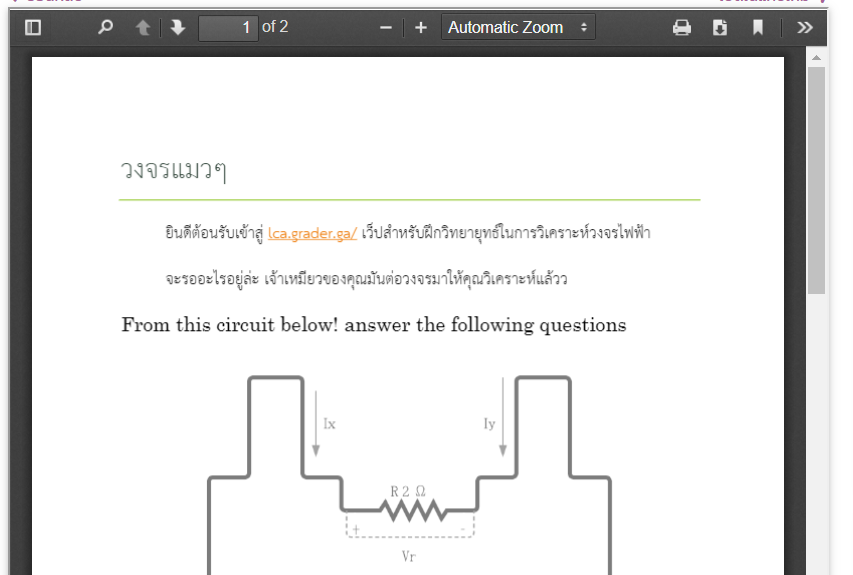 1 of 2
Automatic Zoom
วงจรแมวๆ
ยินดีต้อนรับเข้าสู่ lca.grader.ga/ เว็ปสำหรับฝึกวิทยายุทธ์ในการวิเคราะห์วงจรไฟฟ้า
จะรออะไรอยู่ล่ะ เจ้าเหมียวของคุณมันต่อวงจรมาให้คุณวิเคราะห์แล้วว
From this circuit below! answer the following questions
Ix
Iy
R 2 Ω
+ -
Vr